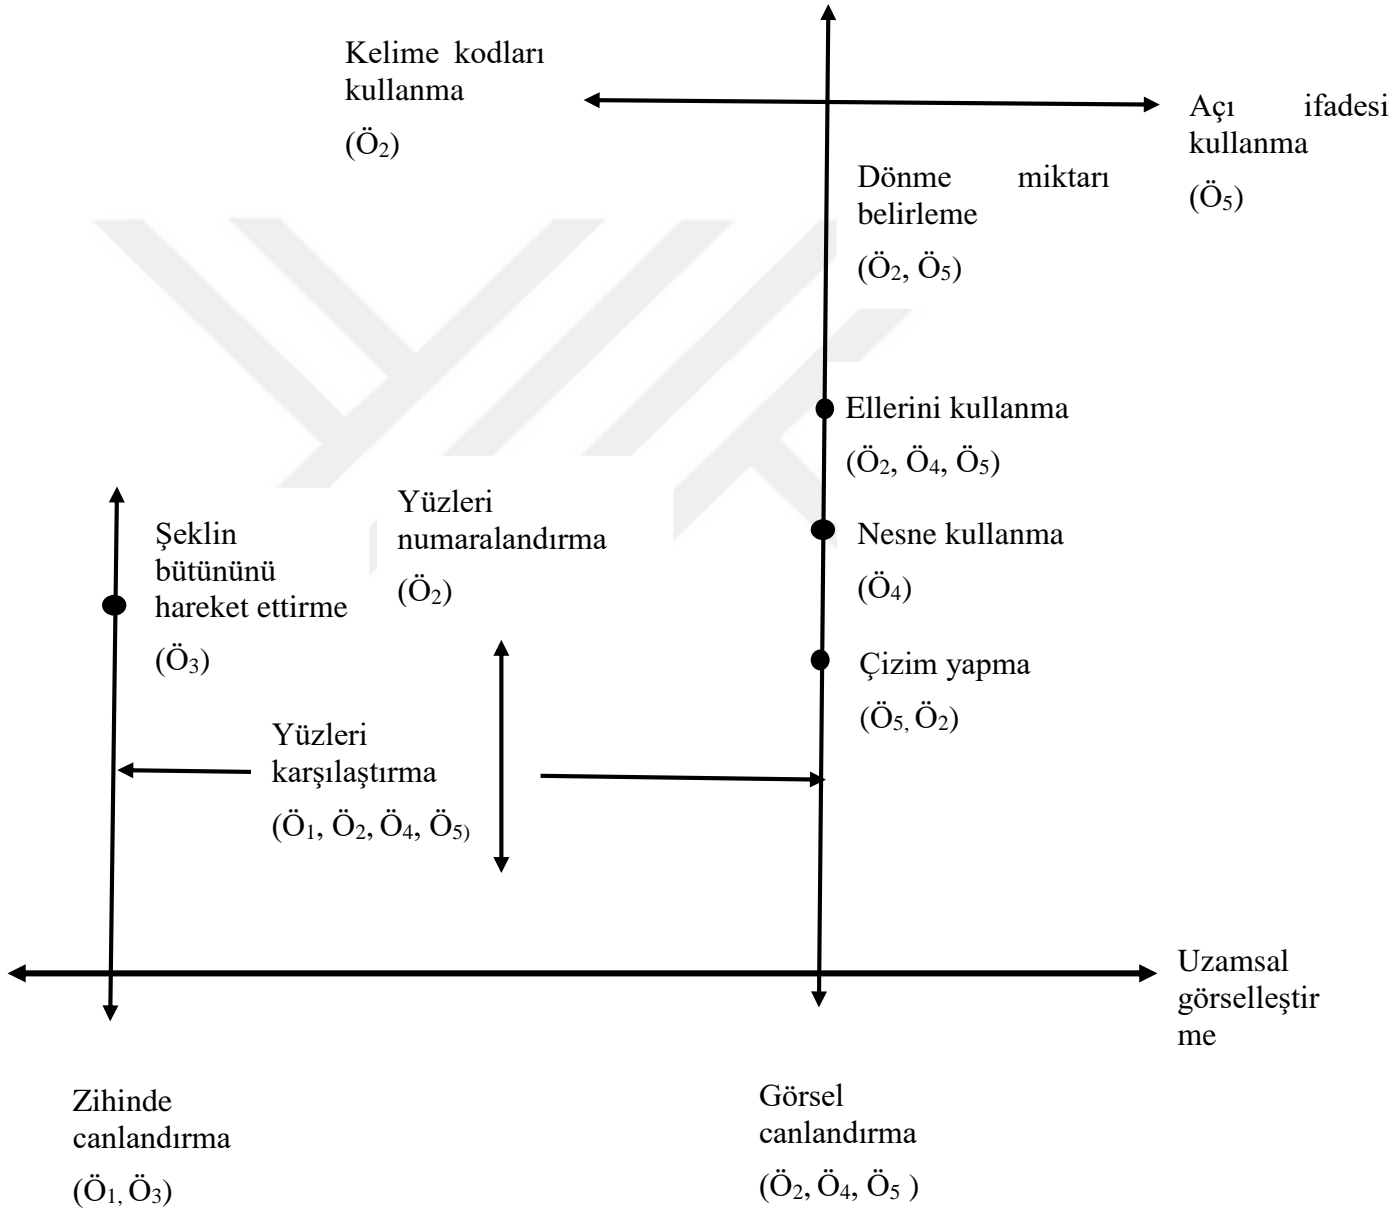 Kelime kodları
kullanma
(Ö2)
Açı ifadesi
kullanma
(Ö5)
Dönme miktarı
belirleme
(Ö2, Ö5)
Ellerini kullanma
(Ö2, Ö4, Ö5)
Yüzleri
numaralandırma
(Ö2)
Şeklin
bütününü
hareket ettirme
(Ö3)
Nesne kullanma
(Ö4)
Çizim yapma
(Ö5, Ö2)
Yüzleri
karşılaştırma
(Ö1, Ö2, Ö4, Ö5)
Uzamsal
görselleştir
me
Zihinde
canlandırma
(Ö1, Ö3)
Görsel
canlandırma
(Ö2, Ö4, Ö5 )